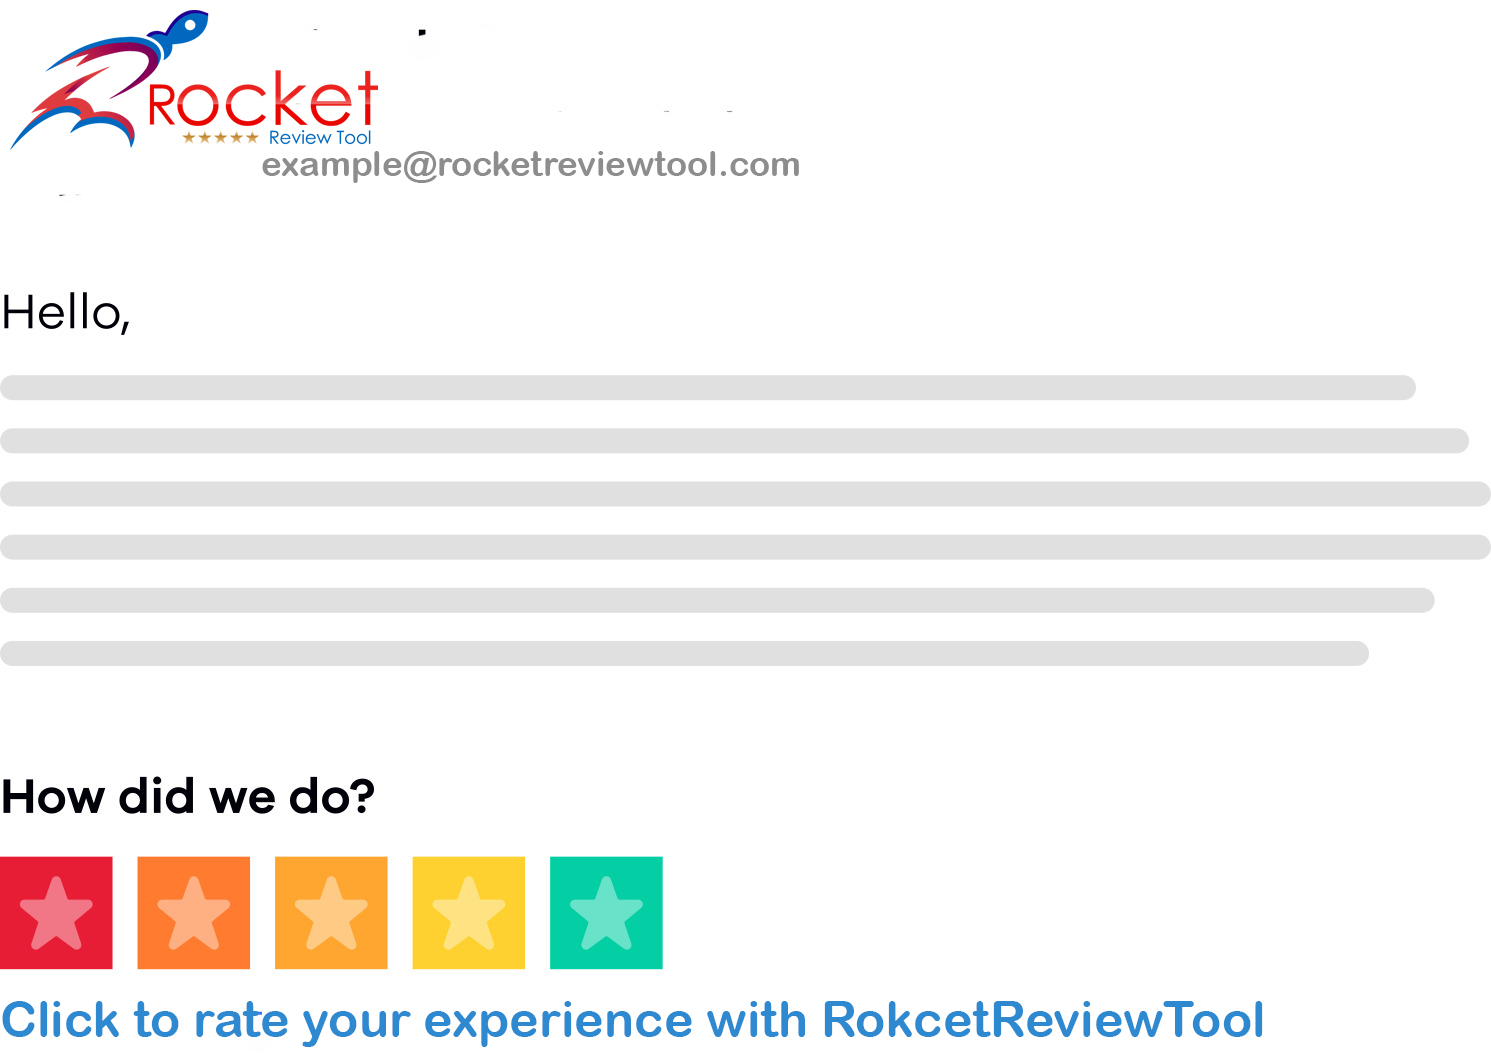 Rocket
Review Tool
example@rocketreviewtool.com
Hello,
How did we do?
Click to rate your experience with RokcetReviewTool